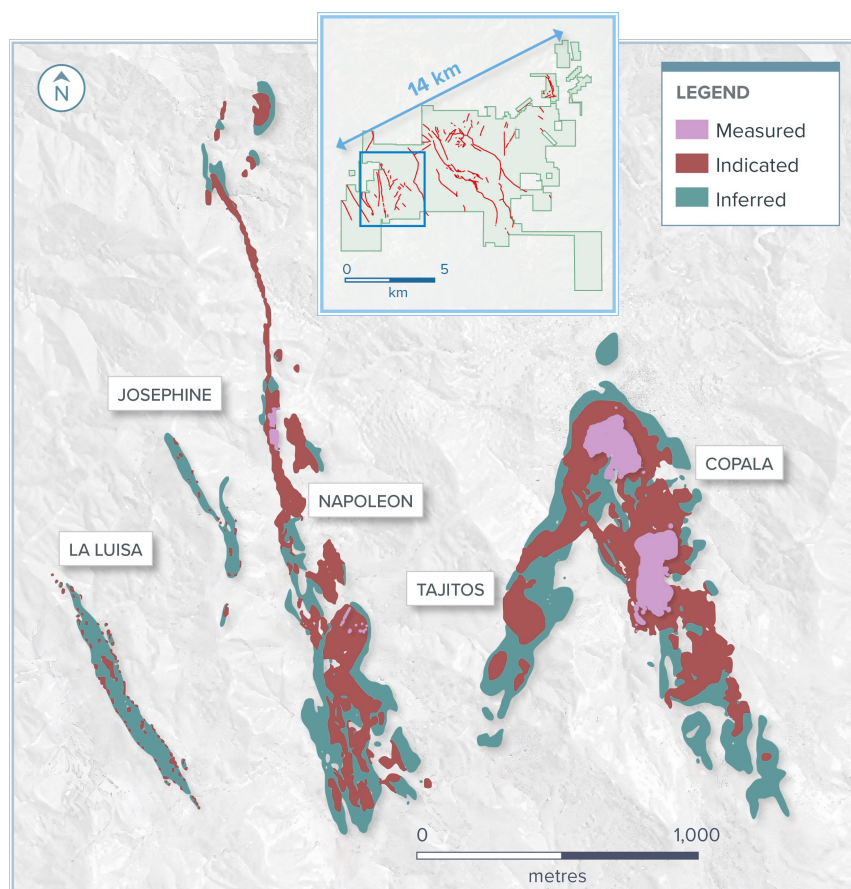 14 km
N
LEGEND
Measured
Indicated
Inferred
0 5
km
JOSEPHINE
COPALA
NAPOLEON
LA LUISA
TAJITOS
0 1,000
metres